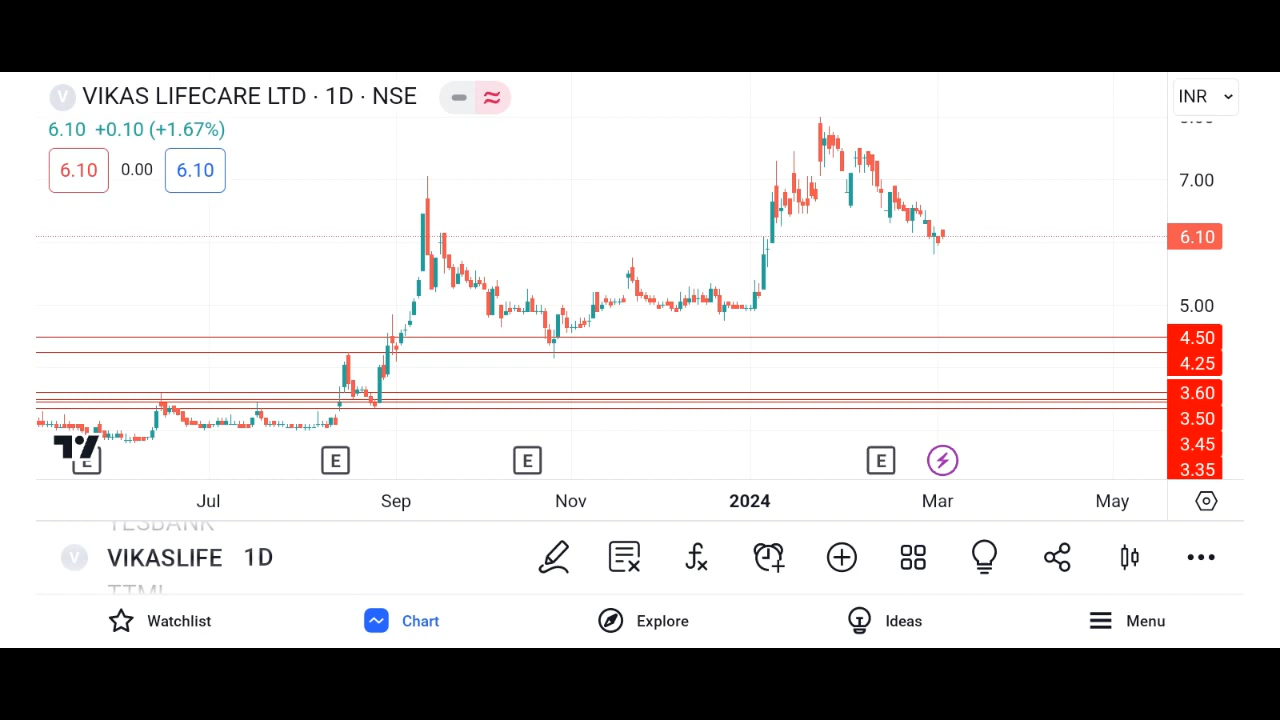 V VIKAS LIFECARE LTD · 1D · NSE
INR
6.10 +0.10 (+1.67%)
6.10 0.00 6.10
7.00
6.10
5.00
4.50
4.25
3.60
3.50
3.45
3.35
E E E E
Jul Sep Nov 2024 Mar May
YESBANK
V VIKASLIFE 1D
TTML
Watchlist Chart Explore Ideas Menu